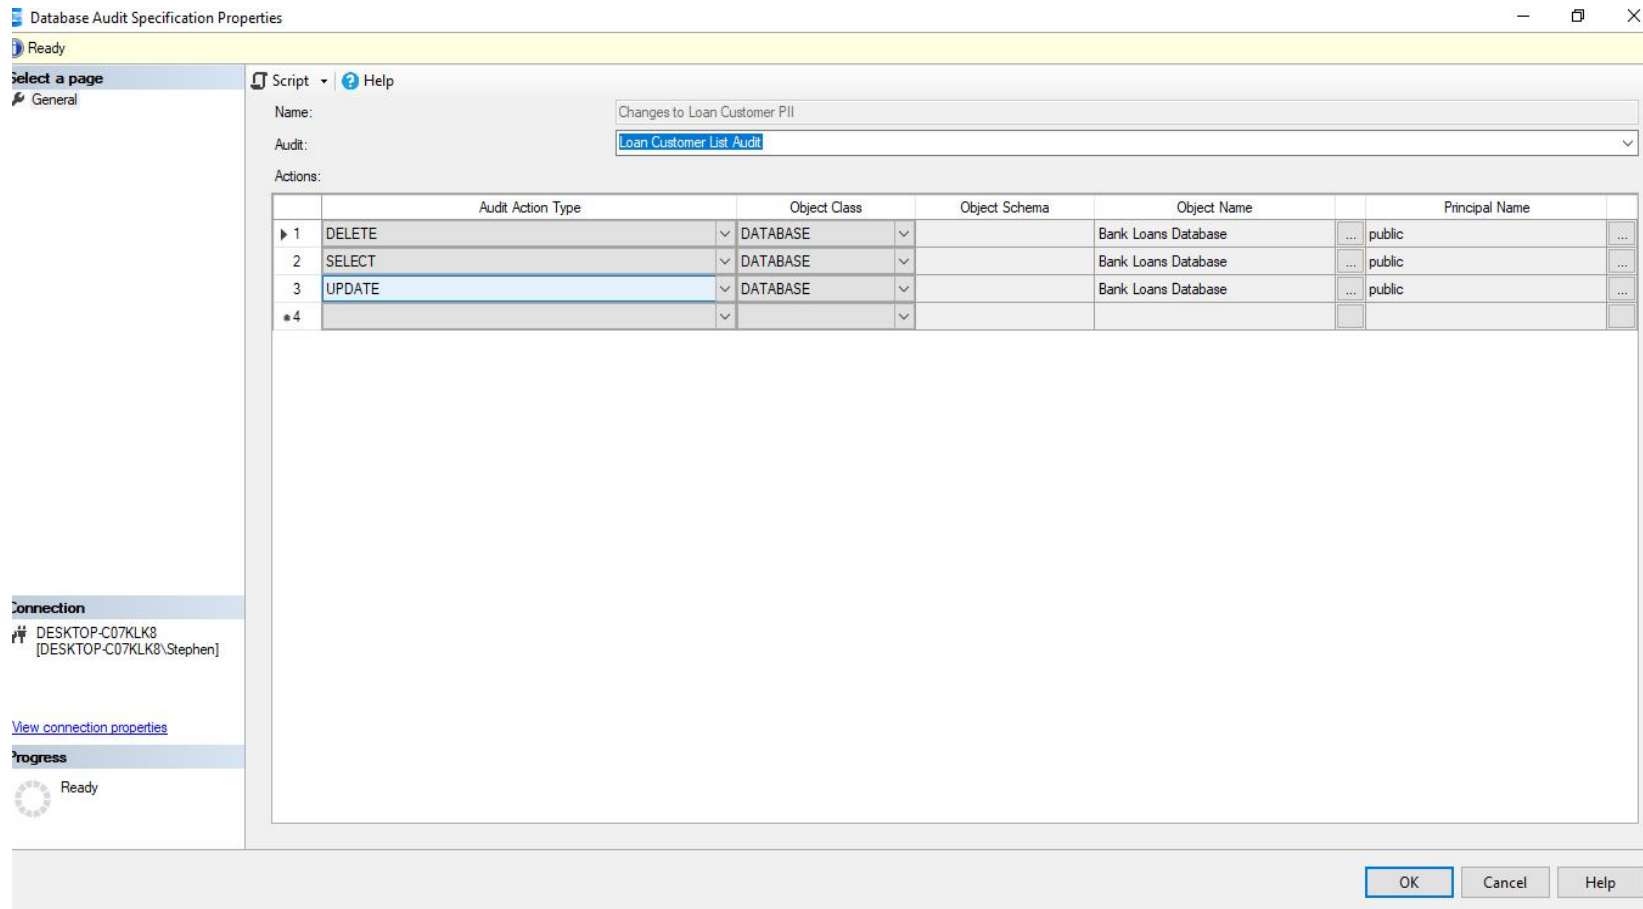 Database Audit Specification Properties
Ready
Select a page
General
Script Help
Name: Changes to Loan Customer PII
Audit: Loan Customer List Audit
Actions:
Audit Action Type Object Class Object Schema Object Name Principal Name
1 DELETE DATABASE Bank Loans Database ... public ...
2 SELECT DATABASE Bank Loans Database ... public ...
3 UPDATE DATABASE Bank Loans Database ... public ...
4
Connection
DESKTOP-C07KLK8
[DESKTOP-C07KLK8\Stephen]
View connection properties
Progress
Ready
OK Cancel Help